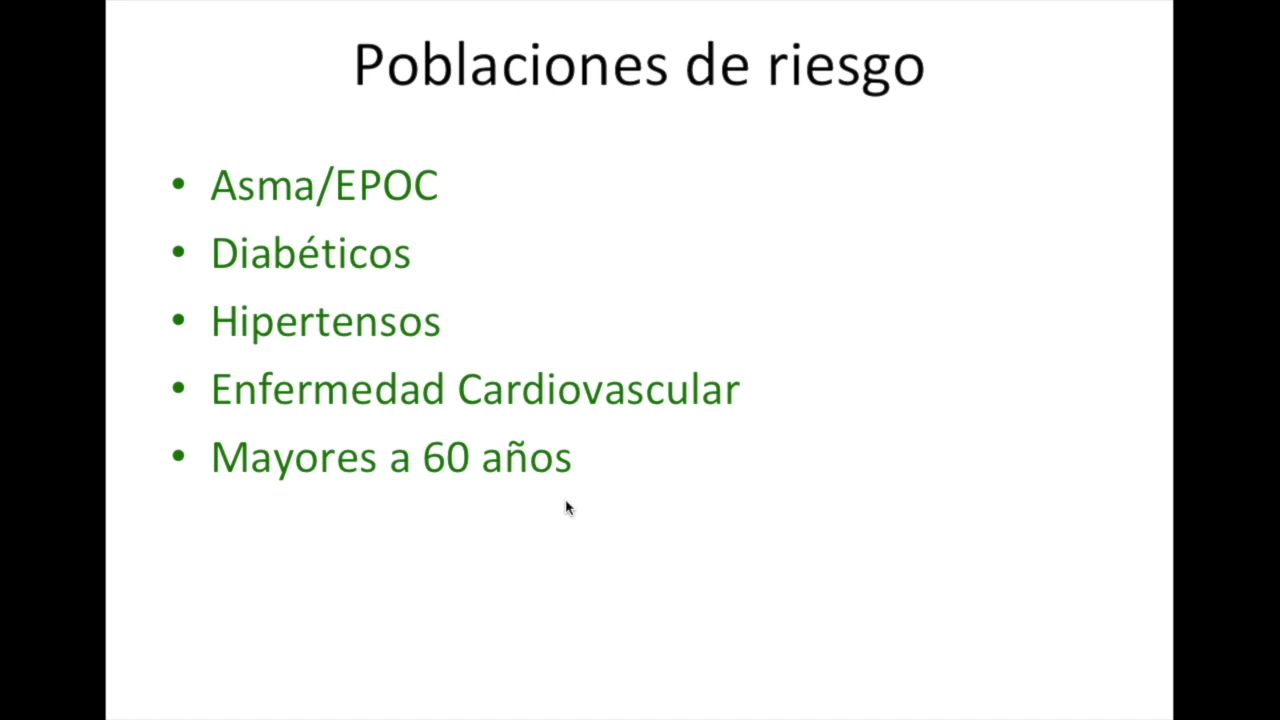 Poblaciones de riesgo
• Asma/EPOC
• Diabéticos
• Hipertensos
• Enfermedad Cardiovascular
• Mayores a 60 años